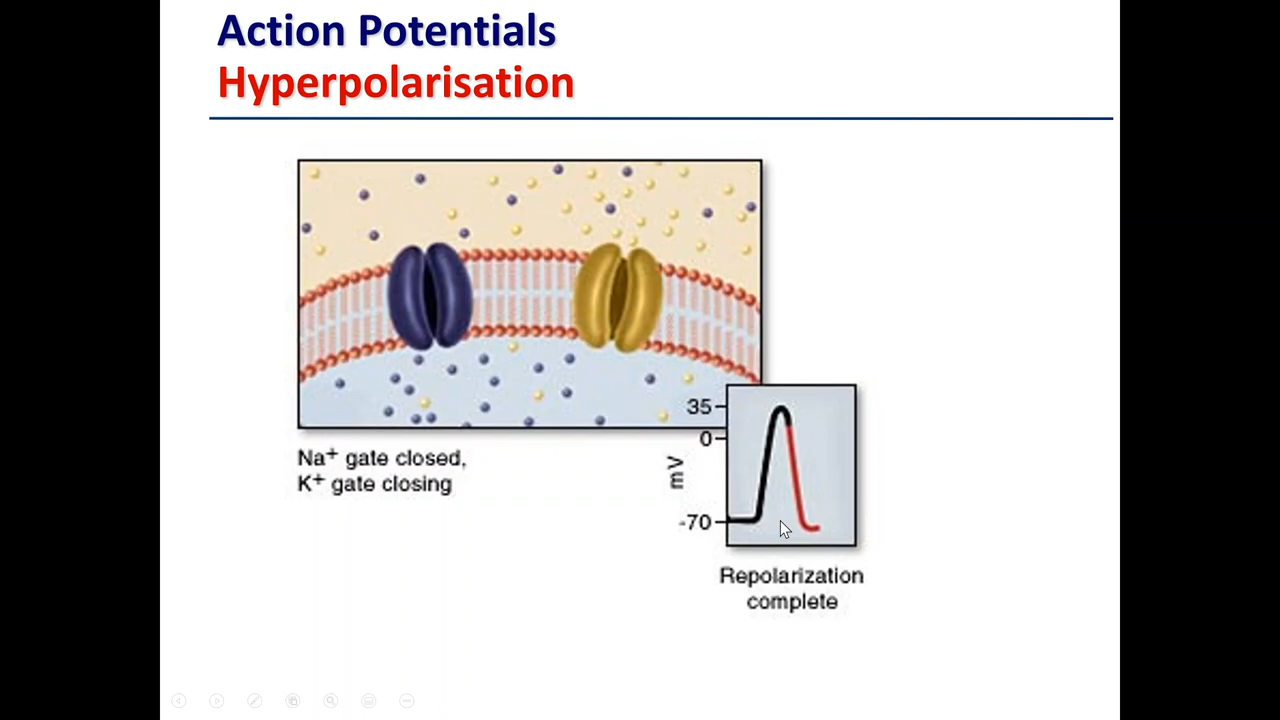 Action Potentials
Hyperpolarisation
Na+ gate closed,
K+ gate closing
35
0
mV
-70
Repolarization
complete